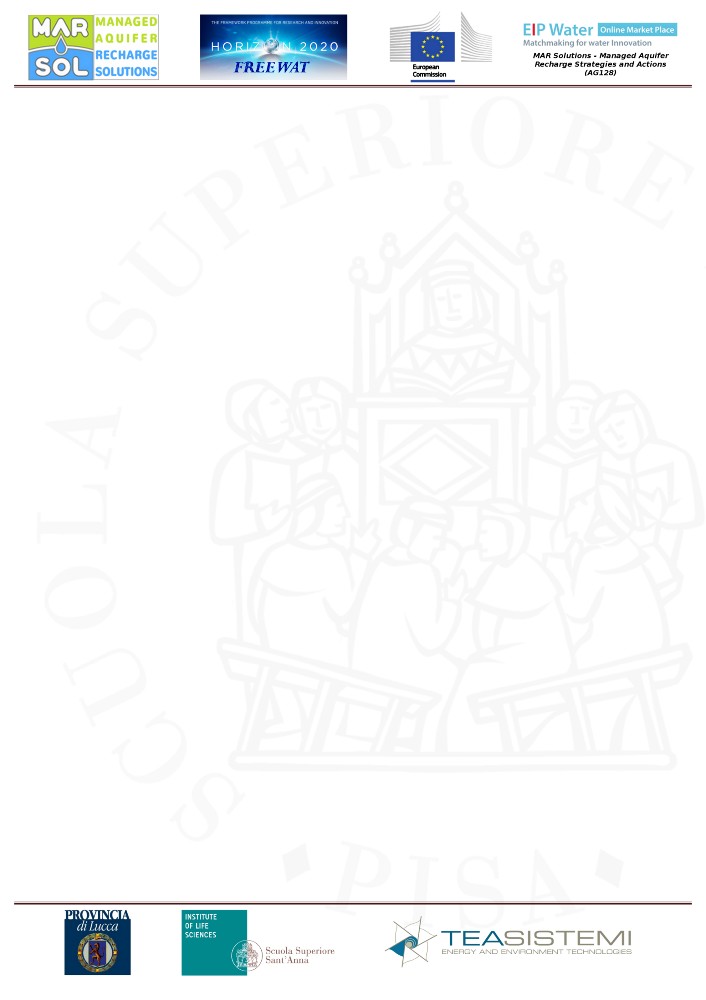 MAR
SOL
MANAGED
AQUIFER
RECHARGE
SOLUTIONS
THE FRAMEWORK PROGRAMME FOR RESEARCH AND INNOVATION
HORIZON 2020
FREEWAT
European
Commission
EIP Water Online Market Place
Matchmaking for water Innovation
MAR Solutions - Managed Aquifer
Recharge Strategies and Actions
(AG128)
SCUOLA SUPERIORE
PISA
PROVINCIA
di Lucca
INSTITUTE
OF LIFE
SCIENCES
Scuola Superiore
Sant'Anna
TEASISTEMI
ENERGY AND ENVIRONMENT TECHNOLOGIES